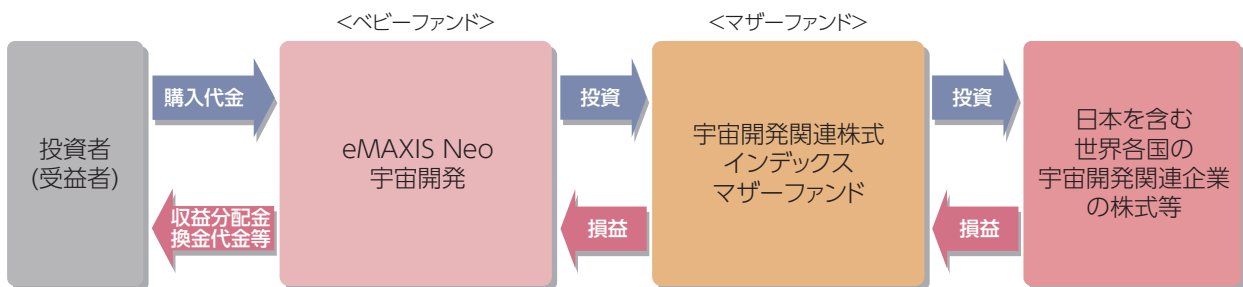 <ベビーファンド>
<マザーファンド>
投資者
(受益者)
購入代金
収益分配金
換金代金等
eMAXIS Neo
宇宙開発
投資
損益
宇宙開発関連株式
インデックス
マザーファンド
投資
損益
日本を含む
世界各国の
宇宙開発関連企業
の株式等